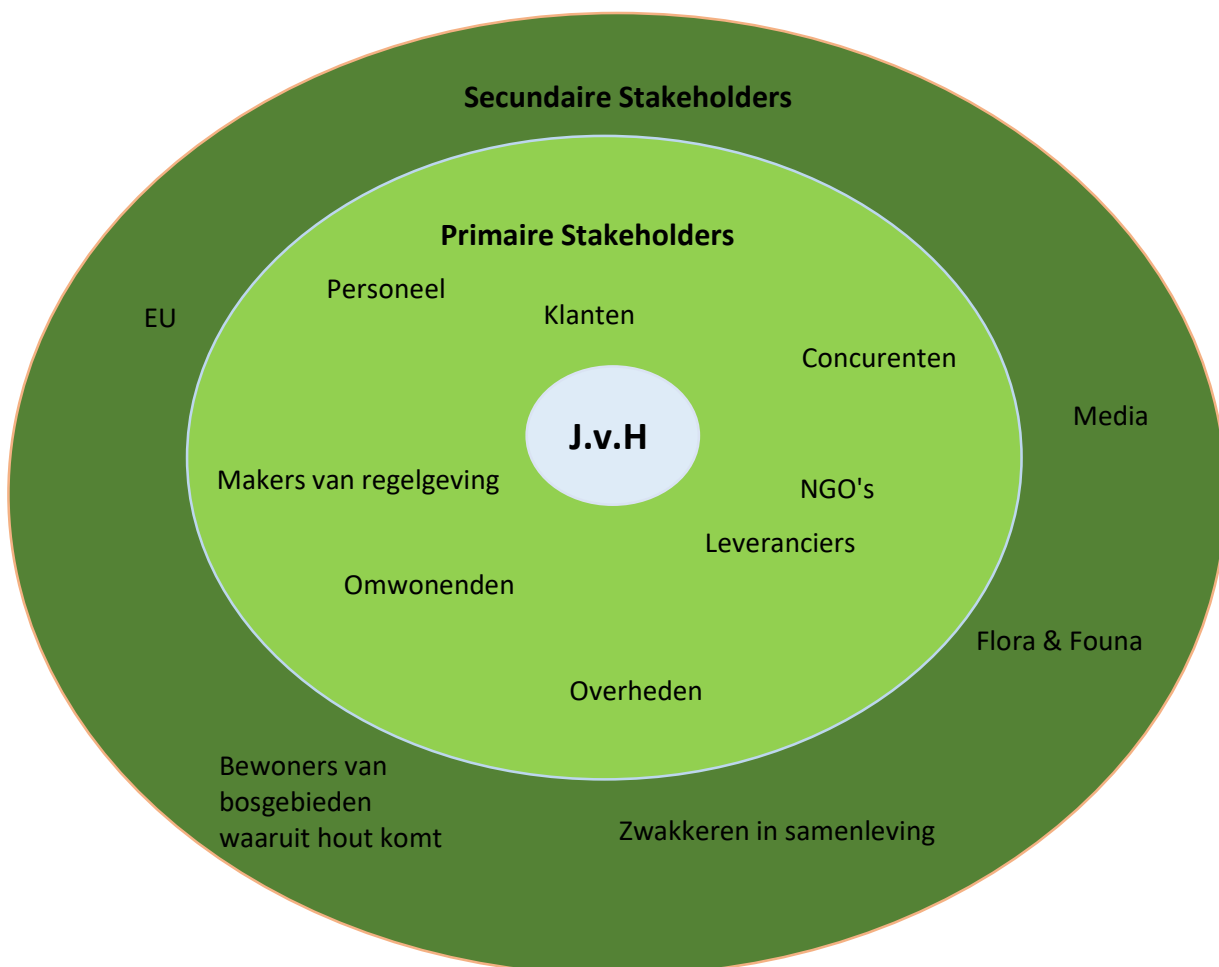 Secundaire Stakeholders
Primaire Stakeholders
Personeel
Klanten
EU
Concurenten
Media
J.v.H
Makers van regelgeving
NGO's
Leveranciers
Omwonenden
Flora & Founa
Overheden
Bewoners van
bosgebieden
waaruit hout komt
Zwakkeren in samenleving